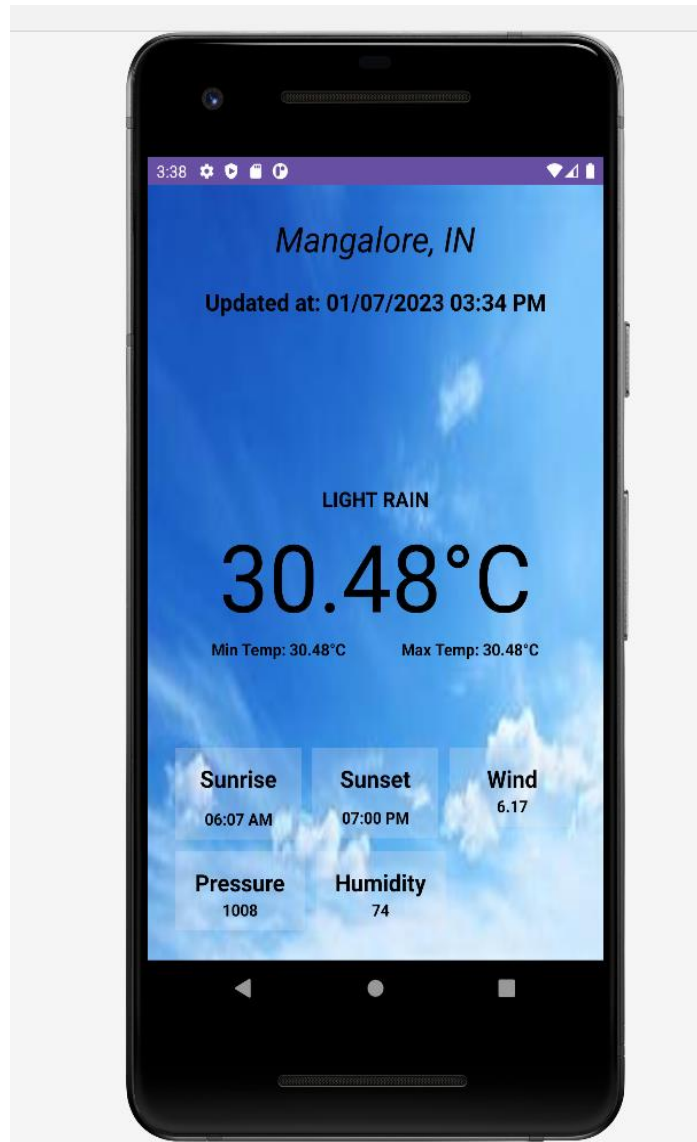 3:38
Mangalore, IN
Updated at: 01/07/2023 03:34 PM
LIGHT RAIN
30.48°C
Min Temp: 30.48°C Max Temp: 30.48°C
Sunrise Sunset Wind
06:07 AM 07:00 PM 6.17
Pressure Humidity
1008 74